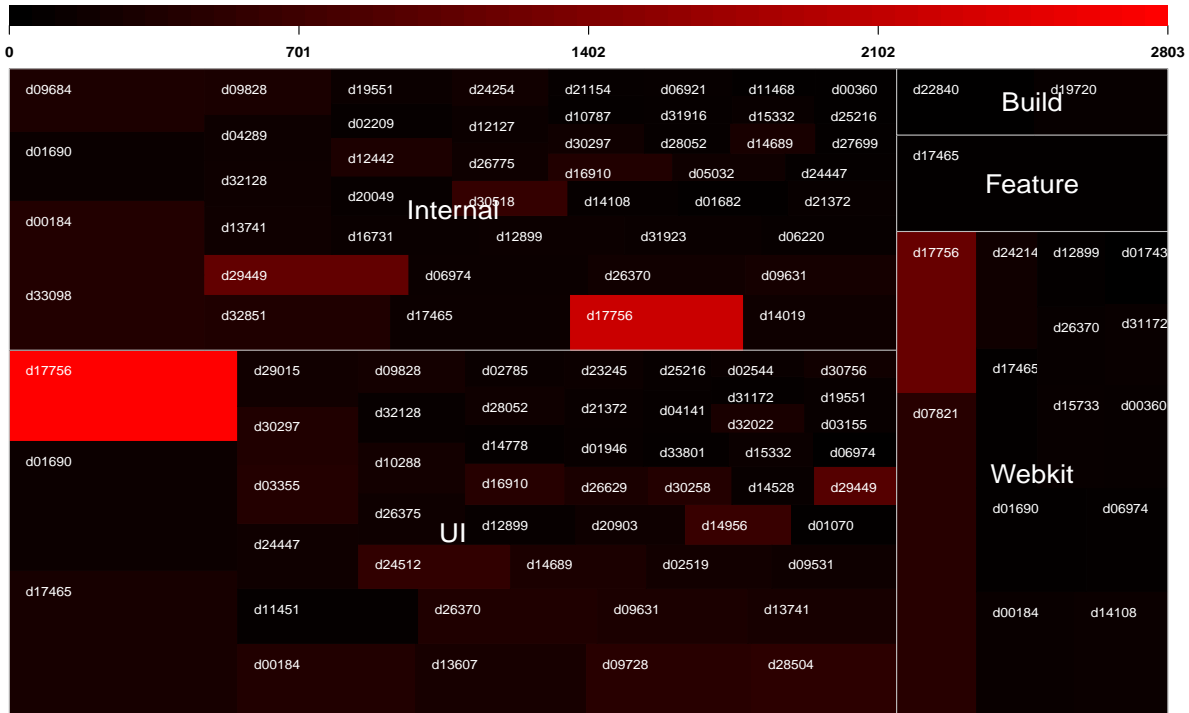 0 701 1402 2102 2803
d09684 d09828 d19551 d24254 d21154 d06921 d11468 d00360 d22840 Build d19720
d10787 d31916 d15332 d25216
d02209 d12127
d04289 d30297 d28052 d14689 d27699
d01690 d12442 d26775 d17465
d16910 d05032 d24447
d32128 Feature
d20049 Internal d30518 d14108 d01682 d21372
d00184 d13741 d16731 d12899 d31923 d06220
d17756 d24214 d12899 d01743
d29449 d06974 d26370 d09631
d33098
d32851 d17465 d17756 d14019 d26370 d31172
d17756 d29015 d09828 d02785 d23245 d25216 d02544 d30756 d17465
d31172 d19551
d32128 d28052 d21372 d04141 d15733 d00360
d30297 d32022 d03155 d07821
d14778 d01946 d33801 d15332 d06974
d01690 d10288
d03355 d16910 d26629 d30258 d14528 d29449 Webkit
d26375 d01690 d06974
UI d12899 d20903 d14956 d01070
d24447
d24512 d14689 d02519 d09531
d17465
d11451 d26370 d09631 d13741 d00184 d14108
d00184 d13607 d09728 d28504